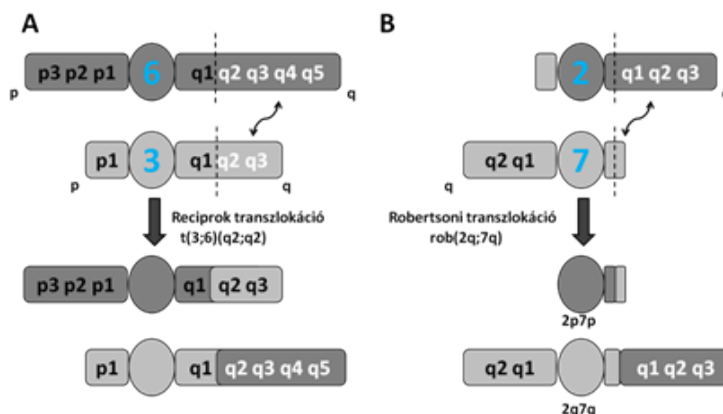 A
p3 p2 p1 6 q1 q2 q3 q4 q5
p q
p1 3 q1 q2 q3
p q
Reciprok transzlokáció
t(3;6)(q2;q2)
p3 p2 p1 q1 q2 q3
p1 q1 q2 q3 q4 q5
B
2 q1 q2 q3
q2 q1 7
q
Robertsoni transzlokáció
rob(2q;7q)
2p7p
q2 q1 q1 q2 q3
2q7q